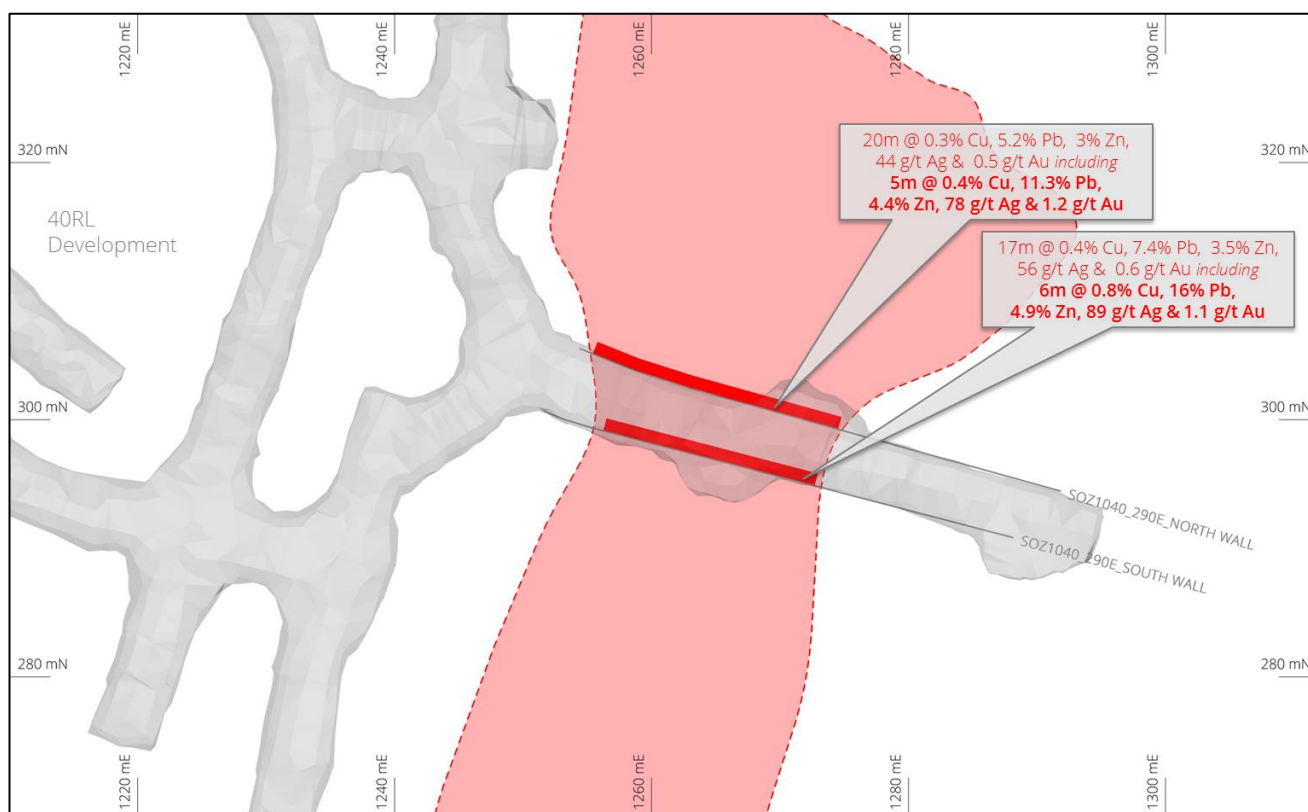 1220 mE
1240 mE
1260 mE
1280 mE
1300 mE
320 mN
320 mN
20m @ 0.3% Cu, 5.2% Pb, 3% Zn,
44 g/t Ag & 0.5 g/t Au including
5m @ 0.4% Cu, 11.3% Pb,
4.4% Zn, 78 g/t Ag & 1.2 g/t Au
40RL
Development
17m @ 0.4% Cu, 7.4% Pb, 3.5% Zn,
56 g/t Ag & 0.6 g/t Au including
6m @ 0.8% Cu, 16% Pb,
4.9% Zn, 89 g/t Ag & 1.1 g/t Au
300 mN
300 mN
SOZ1040_290E_NORTH WALL
SOZ1040_290E_SOUTH WALL
280 mN
280 mN
1220 mE
1240 mE
1260 mE
1280 mE
1300 mE